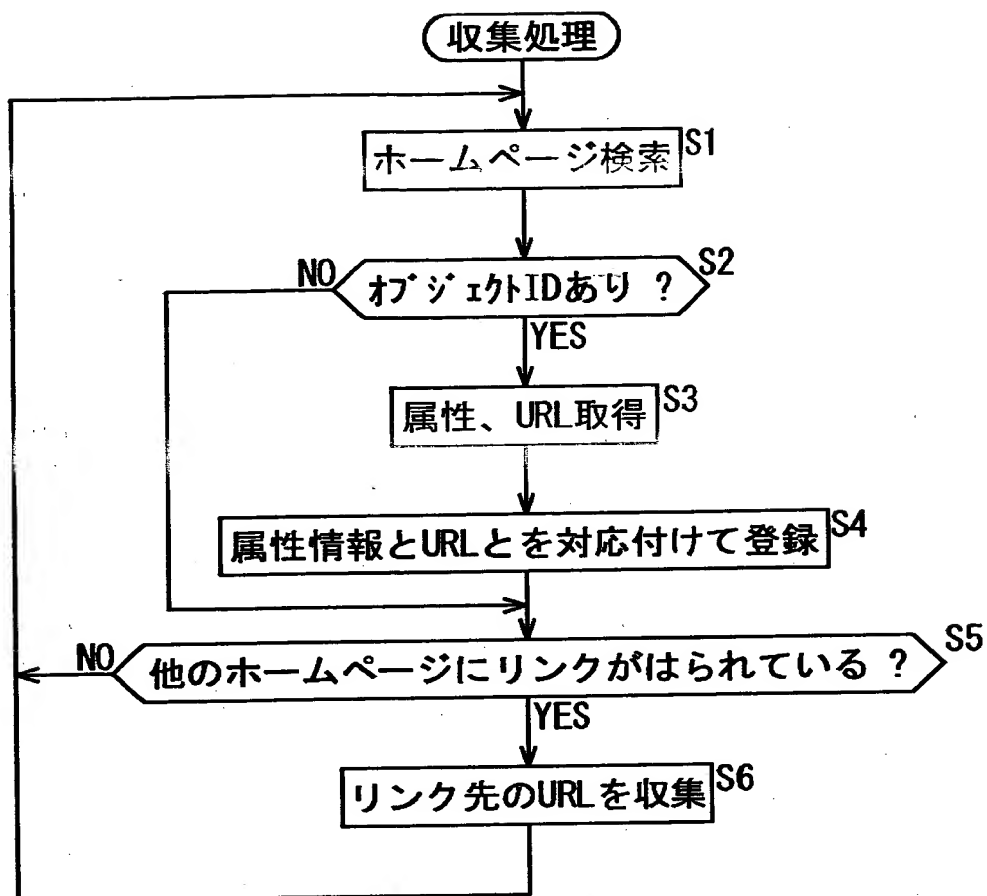 収集処理
ホームページ検索
S1
オブジェクトIDあり ?
S2
NO
YES
属性、URL取得
S3
属性情報とURLとを対応付けて登録
S4
他のホームページにリンクがはられている ?
S5
NO
YES
リンク先のURLを収集
S6